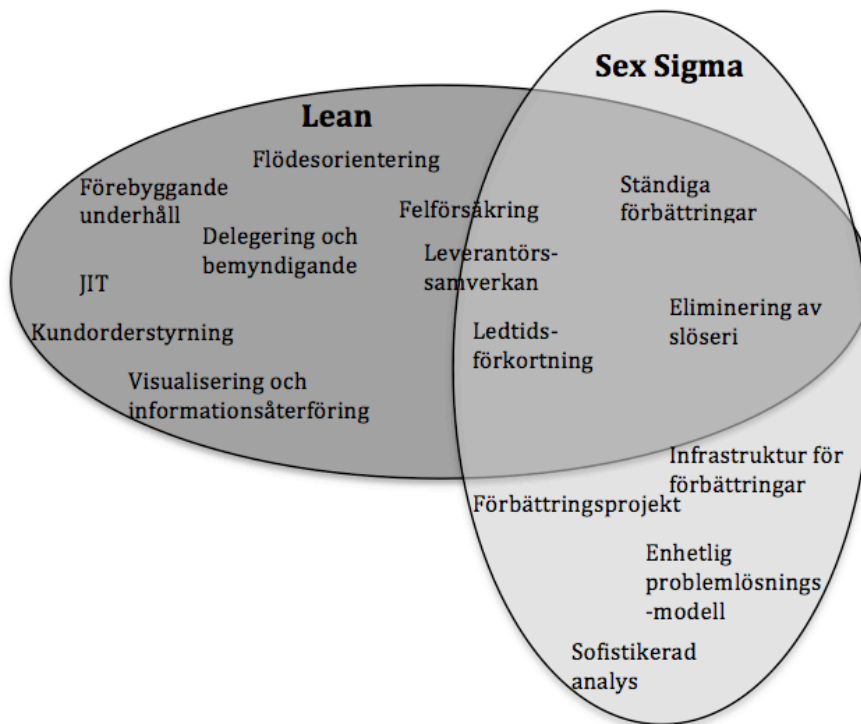 Sex Sigma
Lean
Flödesorientering
Förebyggande
underhåll
Delegering och
bemyndigande
JIT
Kundorderstyrning
Visualisering och
informationsåterföring
Felförsäkring
Leverantörs-
samverkan
Ledtids-
förkortning
Ständiga
förbättringar
Eliminering av
slöseri
Infrastruktur för
förbättringar
Förbättringsprojekt
Enhetlig
problemlösnings
-modell
Sofistikerad
analys